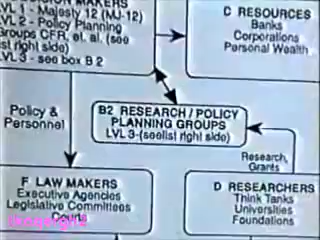 MAKERS
LVL 1 - Majesty 12 (MJ-12)
LVL 2 - Policy Planning
Groups CFR, et. al. (see
list right side)
LVL 3 - see box B 2
C RESOURCES
Banks
Corporations
Personal Wealth
Policy &
Personnel
B2 RESEARCH / POLICY
PLANNING GROUPS
LVL 3-(seelist right side)
Research,
Grants
F LAW MAKERS
Executive Agencies
Legislative Committees
Courts
D RESEARCHERS
Think Tanks
Universities
Foundations